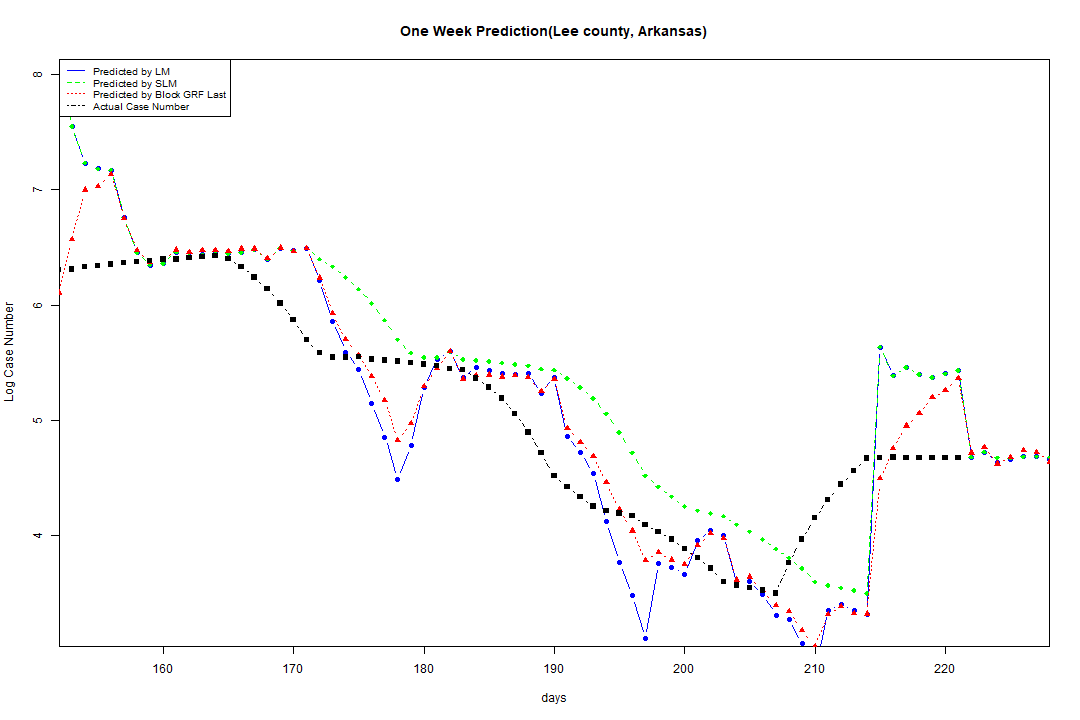 One Week Prediction(Lee county, Arkansas)
Predicted by LM
Predicted by SLM
Predicted by Block GRF Last
Actual Case Number
8
7
6
5
4
Log Case Number
160 170 180 190 200 210 220
days